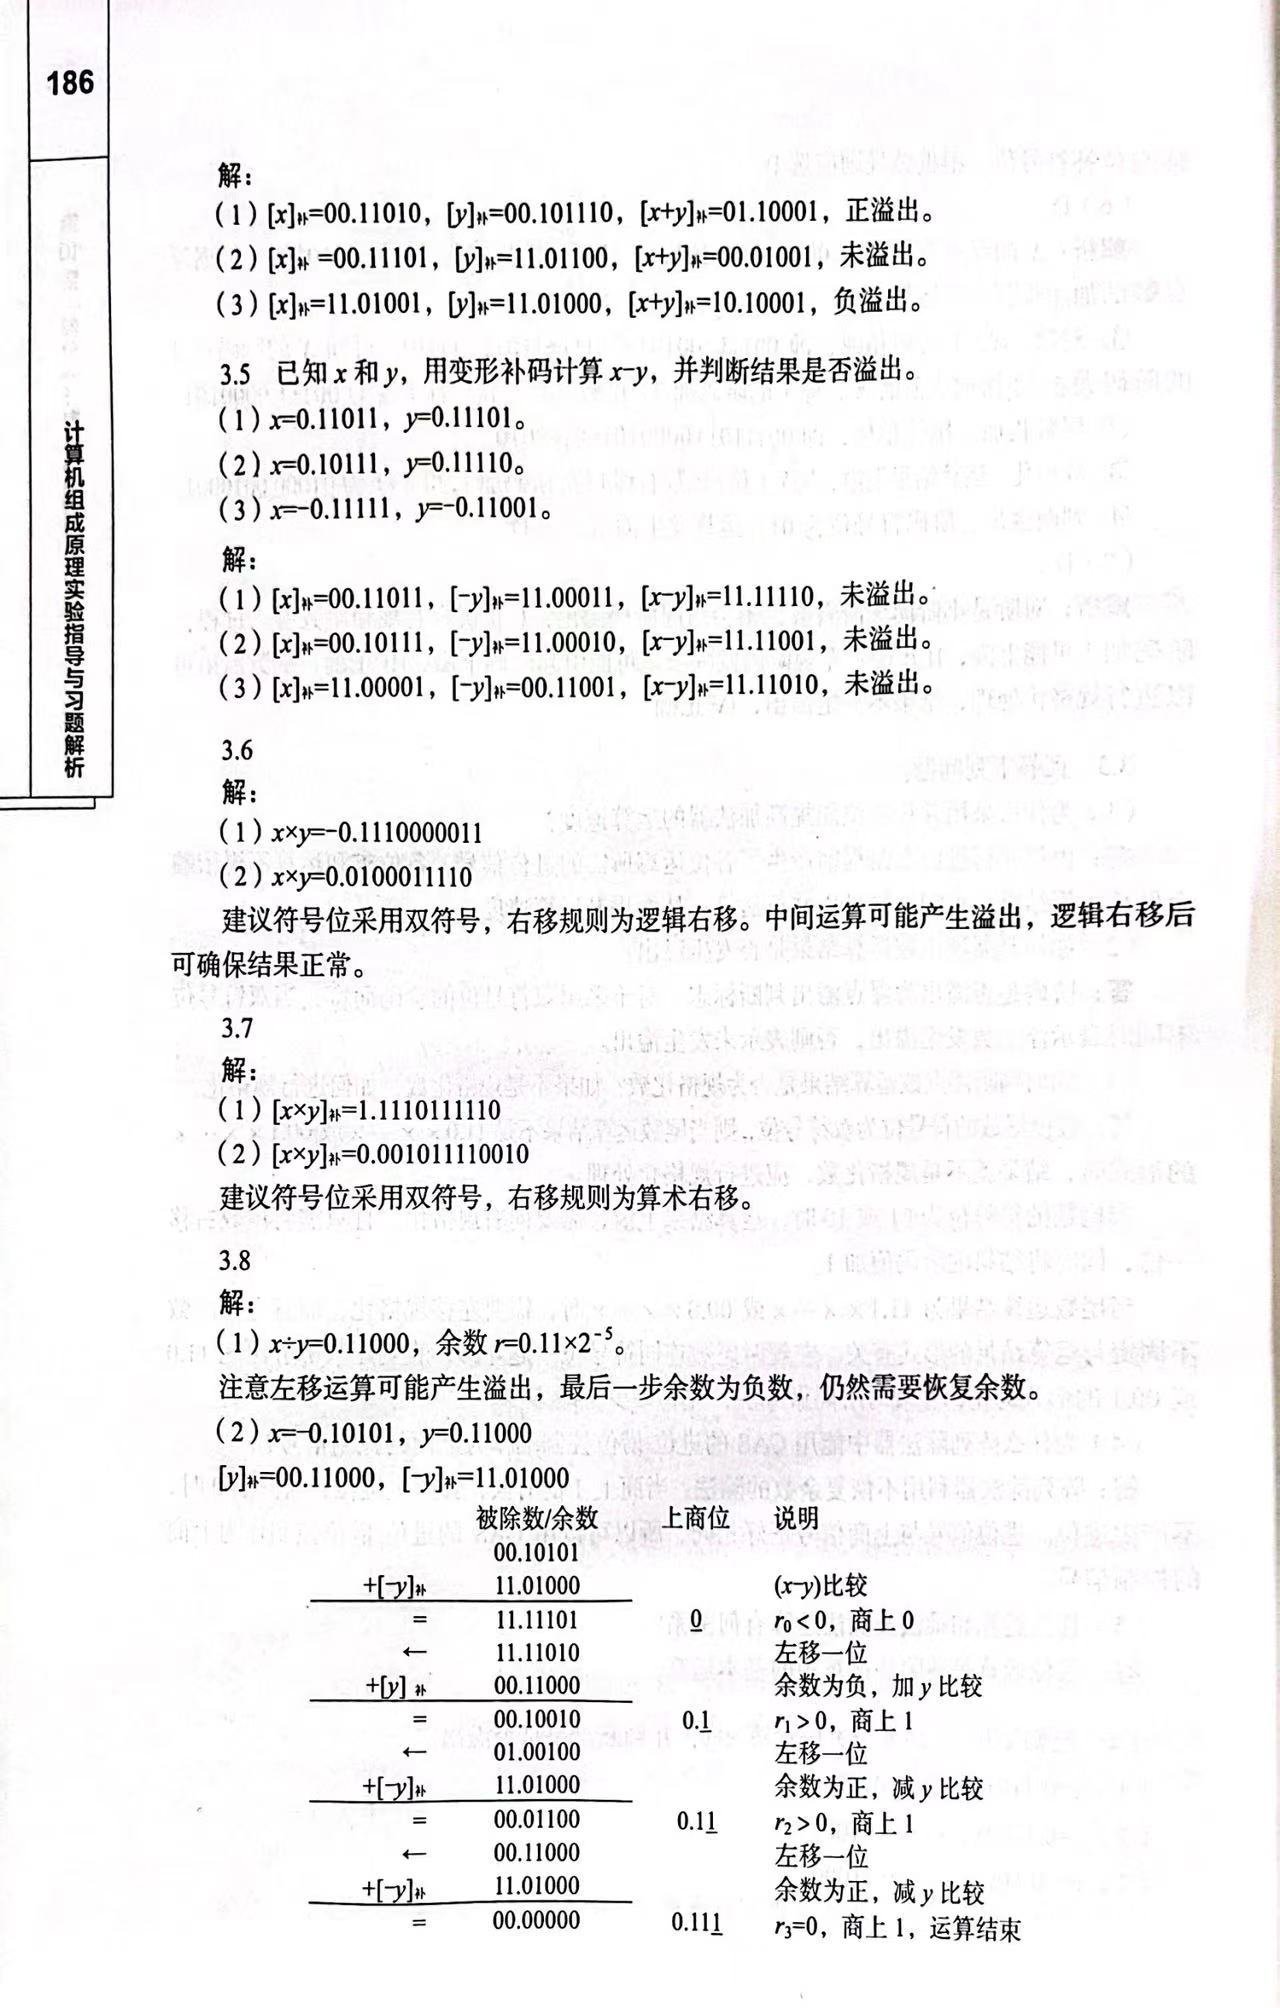 186
计算机组成原理实验指导与习题解析
解：
（1）[x]补=00.11010，[y]补=00.101110，[x+y]补=01.10001，正溢出。
（2）[x]补 =00.11101，[y]补=11.01100，[x+y]补=00.01001，未溢出。
（3）[x]补=11.01001，[y]补=11.01000，[x+y]补=10.10001，负溢出。
3.5 已知 x 和 y，用变形补码计算 x-y，并判断结果是否溢出。
（1）x=0.11011，y=0.11101。
（2）x=0.10111，y=0.11110。
（3）x=-0.11111，y=-0.11001。
解：
（1）[x]补=00.11011，[-y]补=11.00011，[x-y]补=11.11110，未溢出。
（2）[x]补=00.10111，[-y]补=11.00010，[x-y]补=11.11001，未溢出。
（3）[x]补=11.00001，[-y]补=00.11001，[x-y]补=11.11010，未溢出。
3.6
解：
（1）x×y=-0.1110000011
（2）x×y=0.0100011110
建议符号位采用双符号，右移规则为逻辑右移。中间运算可能产生溢出，逻辑右移后
可确保结果正常。
3.7
解：
（1）[x×y]补=1.1110111110
（2）[x×y]补=0.001011110010
建议符号位采用双符号，右移规则为算术右移。
3.8
解：
（1）x÷y=0.11000，余数 r=0.11×2⁻⁵。
注意左移运算可能产生溢出，最后一步余数为负数，仍然需要恢复余数。
（2）x=-0.10101，y=0.11000
[y]补=00.11000，[-y]补=11.01000
被除数/余数 上商位 说明
00.10101
+[-y]补 11.01000 (x-y)比较
= 11.11101 0 r₀<0，商上 0
← 11.11010 左移一位
+[y] 补 00.11000 余数为负，加 y 比较
= 00.10010 0.1 r₁>0，商上 1
← 01.00100 左移一位
+[-y]补 11.01000 余数为正，减 y 比较
= 00.01100 0.11 r₂>0，商上 1
← 00.11000 左移一位
+[-y]补 11.01000 余数为正，减 y 比较
= 00.00000 0.111 r₃=0，商上 1，运算结束